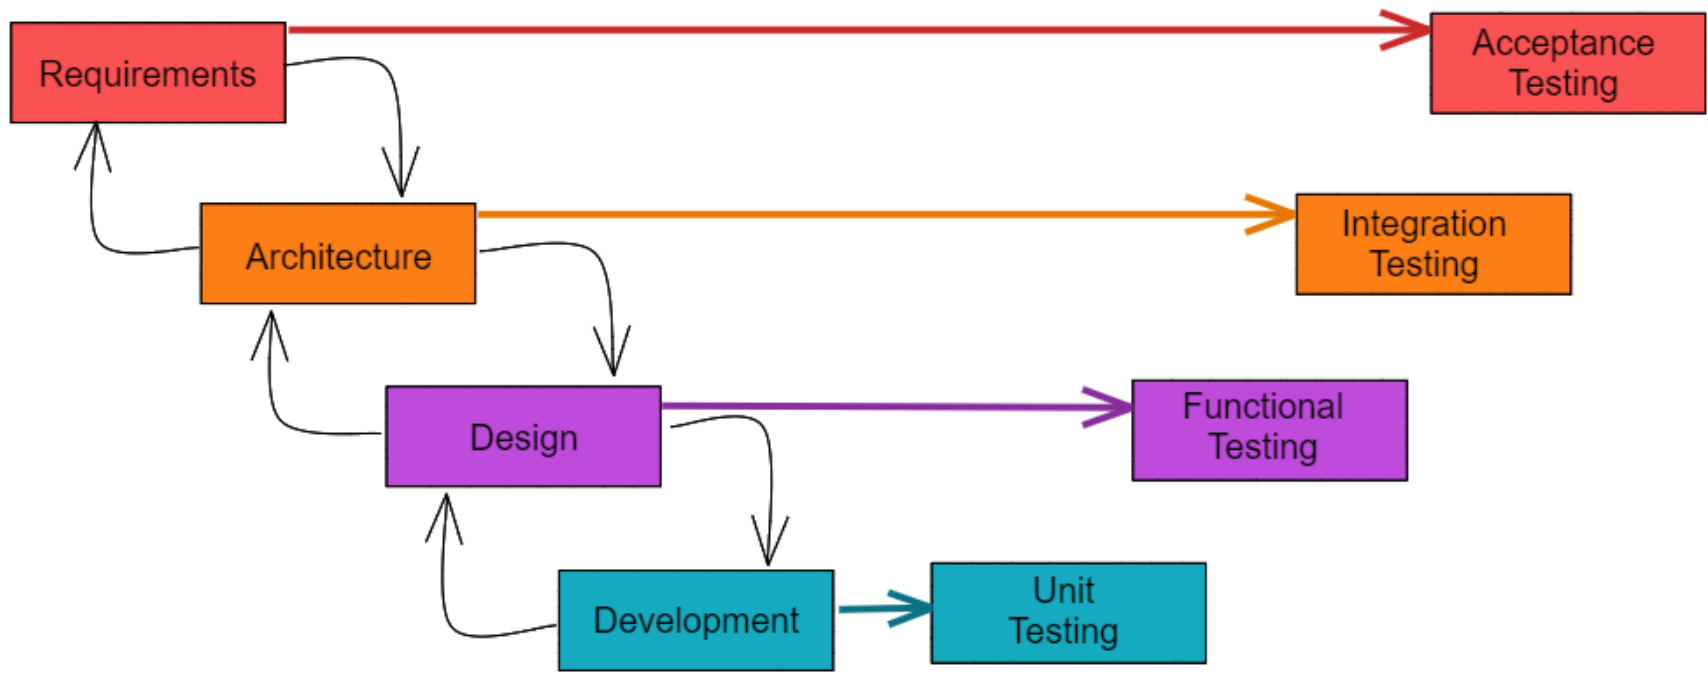 Requirements
Acceptance
Testing
Architecture
Integration
Testing
Design
Functional
Testing
Development
Unit
Testing